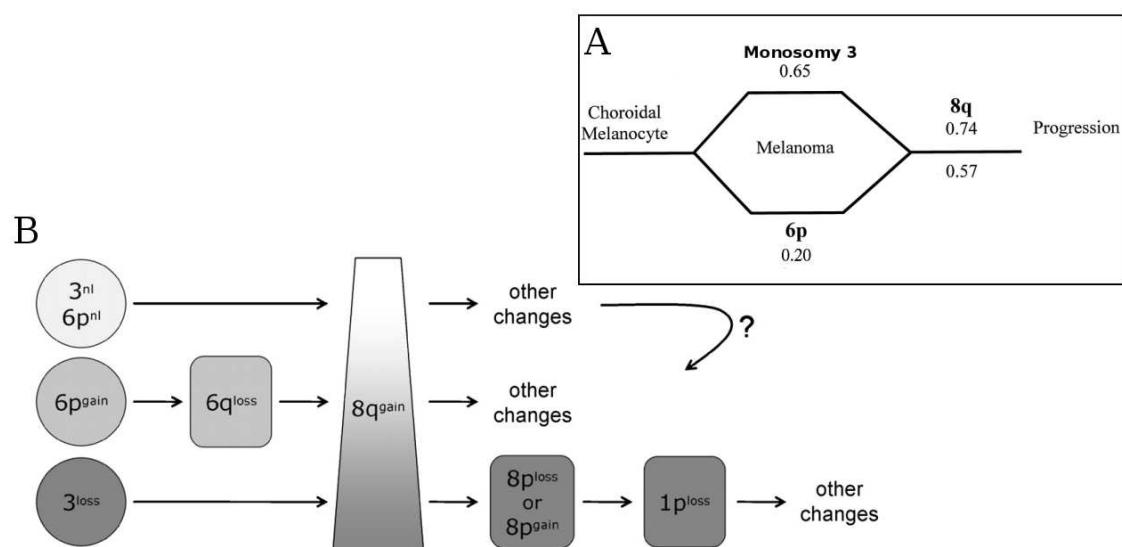 A
Monosomy 3
0.65
Choroidal
Melanocyte
Melanoma
8q
0.74
0.57
Progression
6p
0.20
B
3ⁿˡ
6pⁿˡ
other
changes
?
6pᵍᵃⁱⁿ
6qˡᵒˢˢ
8qᵍᵃⁱⁿ
other
changes
3ˡᵒˢˢ
8pˡᵒˢˢ
or
8pᵍᵃⁱⁿ
1pˡᵒˢˢ
other
changes